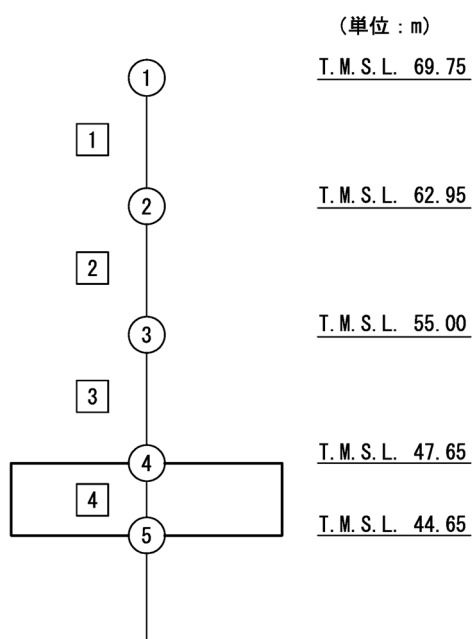 (単位：m)
① T.M.S.L. 69.75
1
② T.M.S.L. 62.95
2
③ T.M.S.L. 55.00
3
④ T.M.S.L. 47.65
4
⑤ T.M.S.L. 44.65